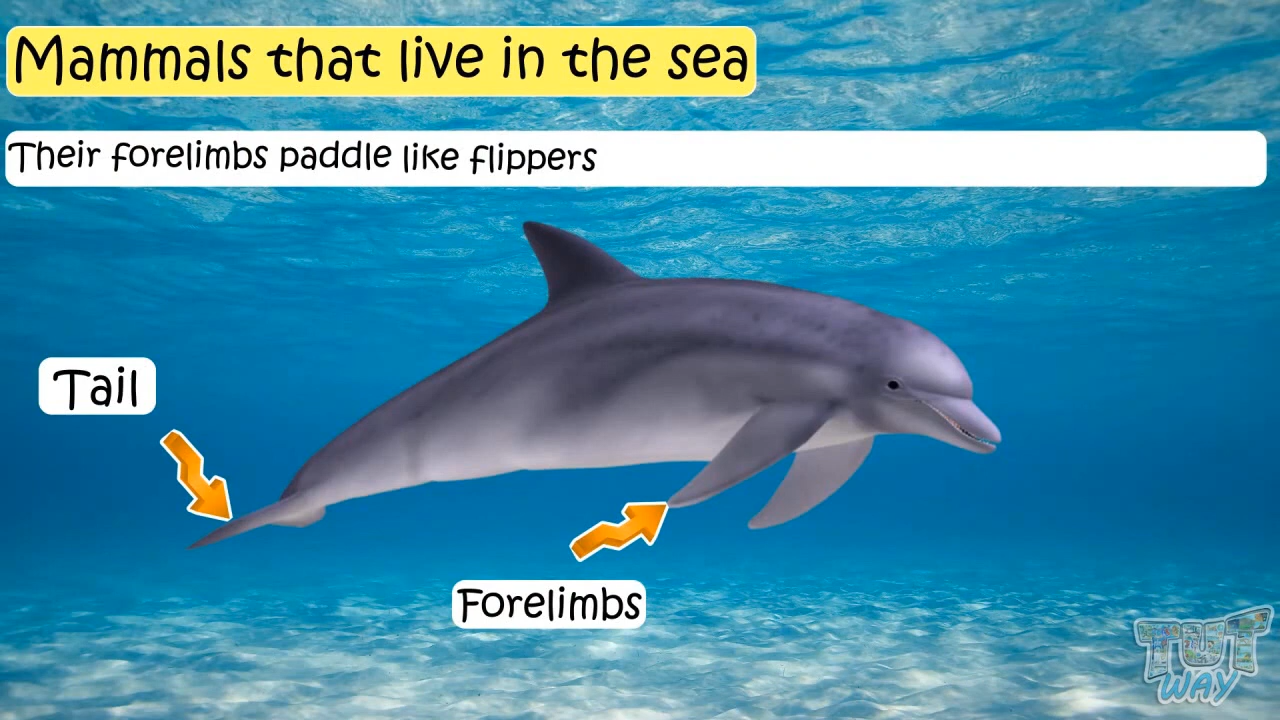 Mammals that live in the sea
Their forelimbs paddle like flippers
Tail
Forelimbs
TUT
WAY